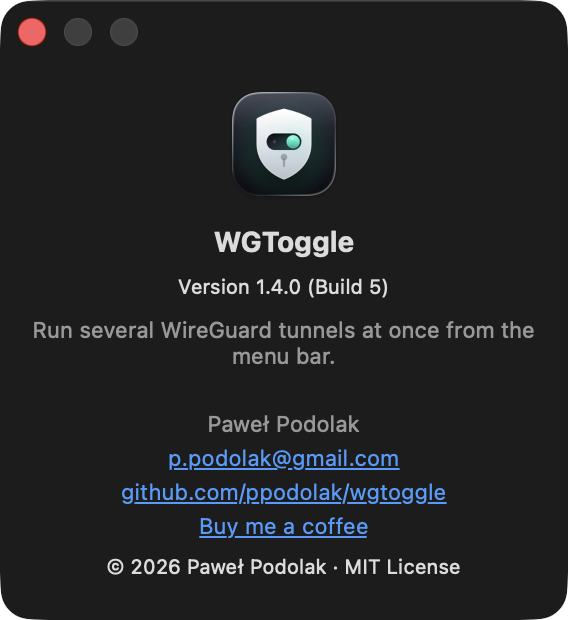 WGToggle
Version 1.4.0 (Build 5)
Run several WireGuard tunnels at once from the
menu bar.
Paweł Podolak
p.podolak@gmail.com
github.com/ppodolak/wgtoggle
Buy me a coffee
© 2026 Paweł Podolak · MIT License